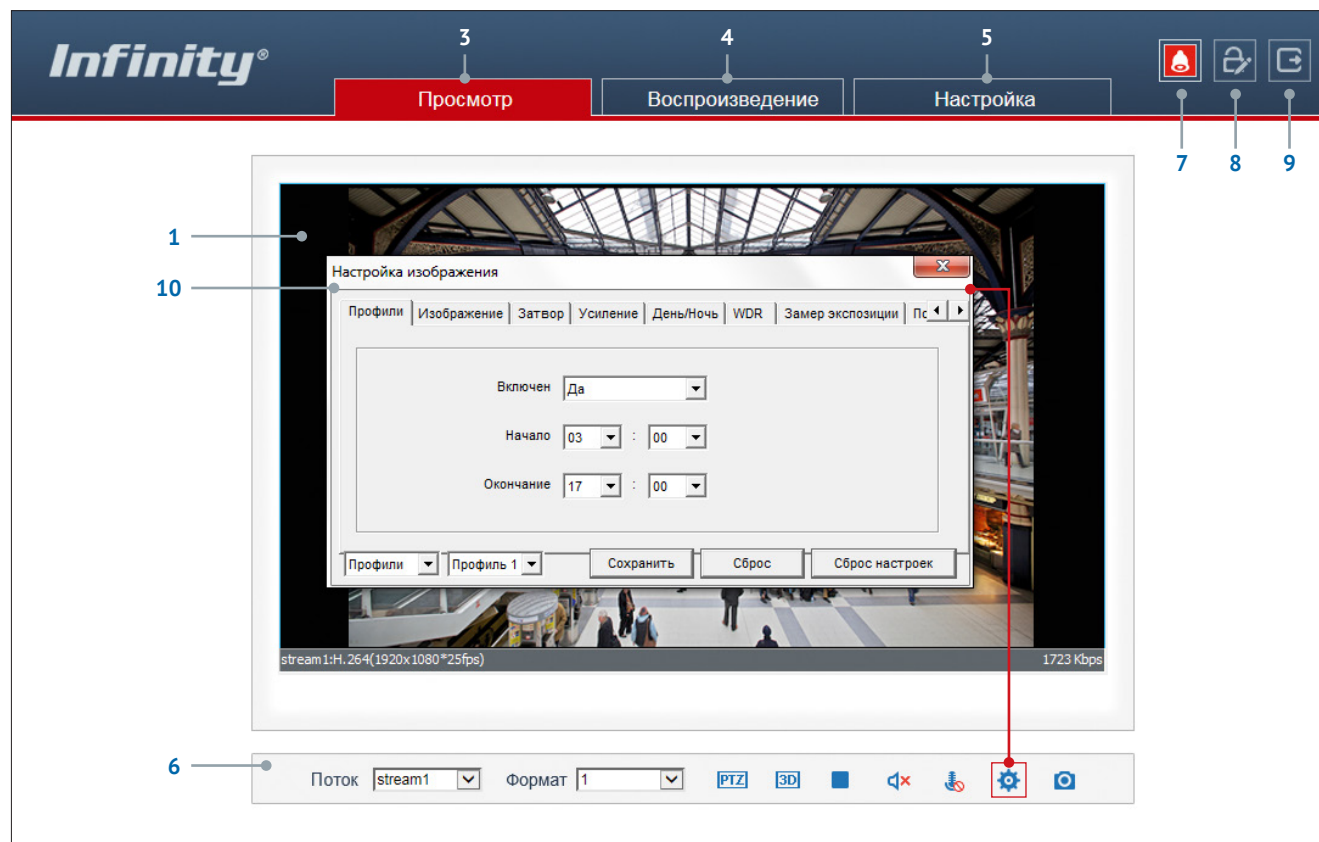 Infinity®
3
4
5
Просмотр
Воспроизведение
Настройка
7
8
9
1
10
Настройка изображения
Профили
Изображение
Затвор
Усиление
День/Ночь
WDR
Замер экспозиции
Включен
Да
Начало
03 : 00
Окончание
17 : 00
Профили
Профиль 1
Сохранить
Сброс
Сброс настроек
stream1:H.264(1920x1080*25fps)
1723 Kbps
6
Поток
stream1
Формат
1
PTZ
3D